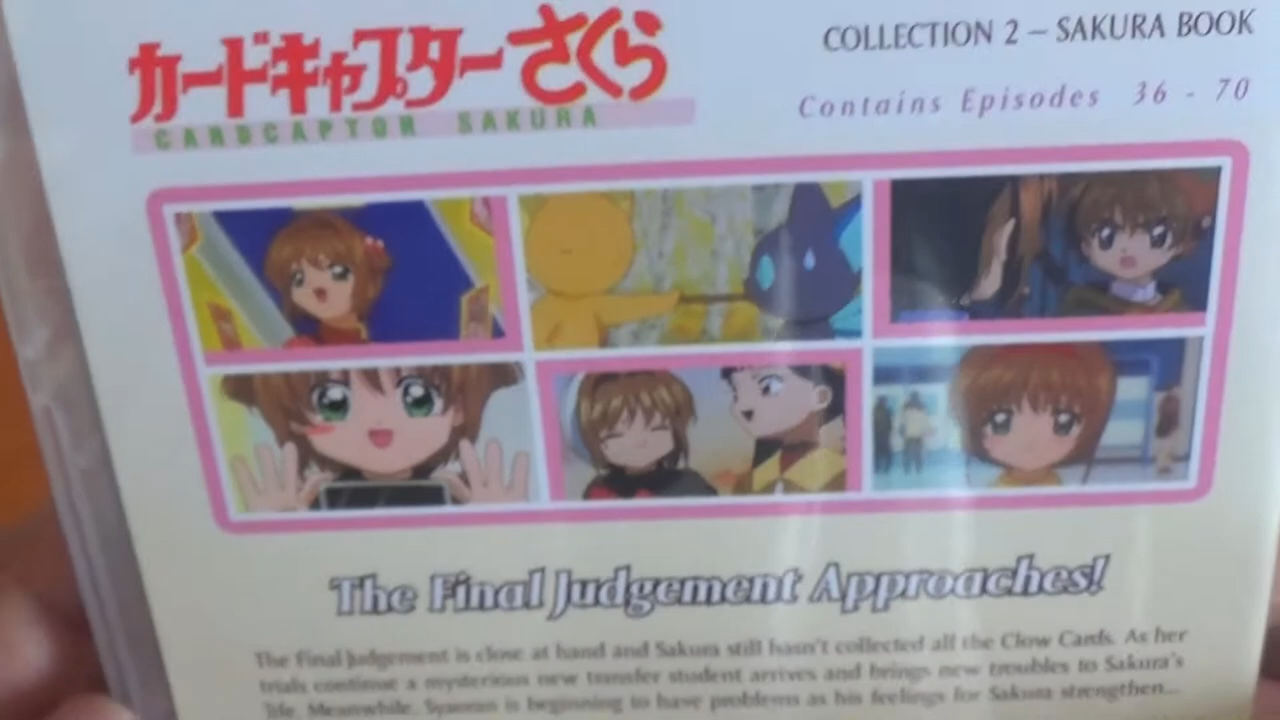 カードキャプターさくら
CARDCAPTOR SAKURA
COLLECTION 2 – SAKURA BOOK
Contains Episodes 36 - 70
The Final Judgement Approaches!
The final Judgement is close at hand and Sakura still hasn't collected all the Clow Cards. As her
trials continue a mysterious new transfer student arrives and brings new troubles to Sakura's
life. Meanwhile, Syaoran is beginning to have problems as his feelings for Sakura strengthen...